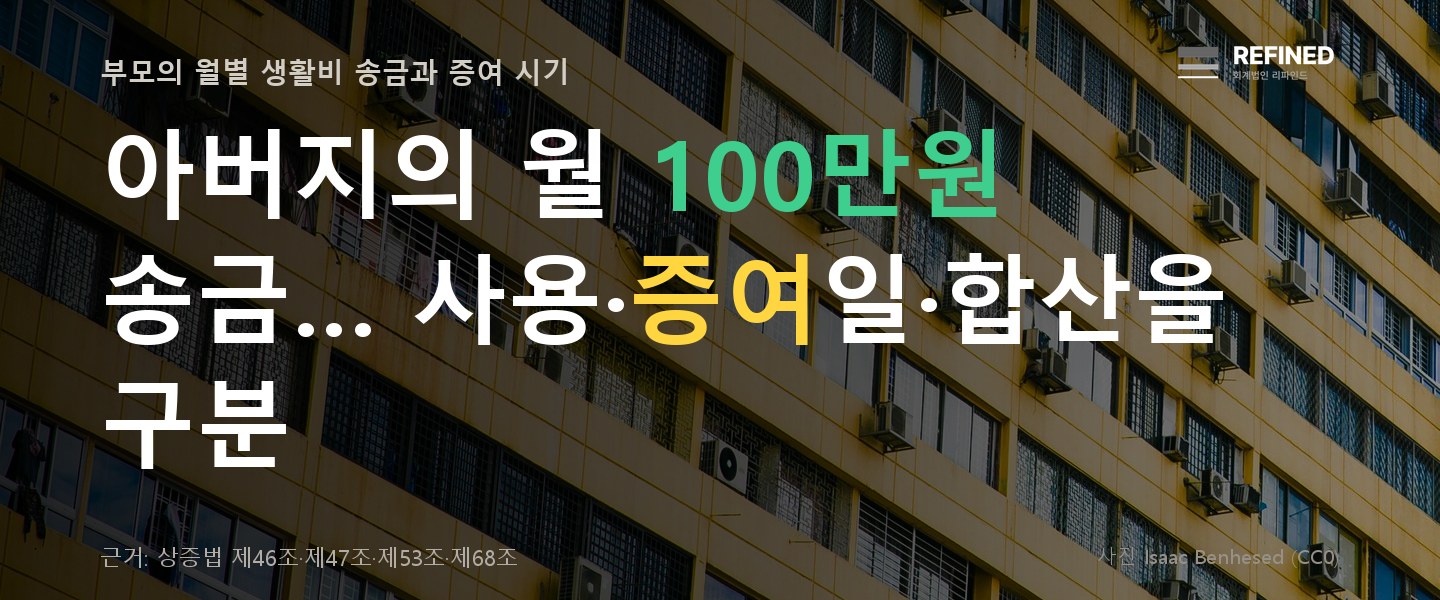 부모의 월별 생활비 송금과 증여 시기
REFINED
회계법인 리파인드
아버지의 월 100만원
송금... 사용·증여일·합산을
구분
근거: 상증법 제46조·제47조·제53조·제68조
사진 Isaac Benhesed (CC0)